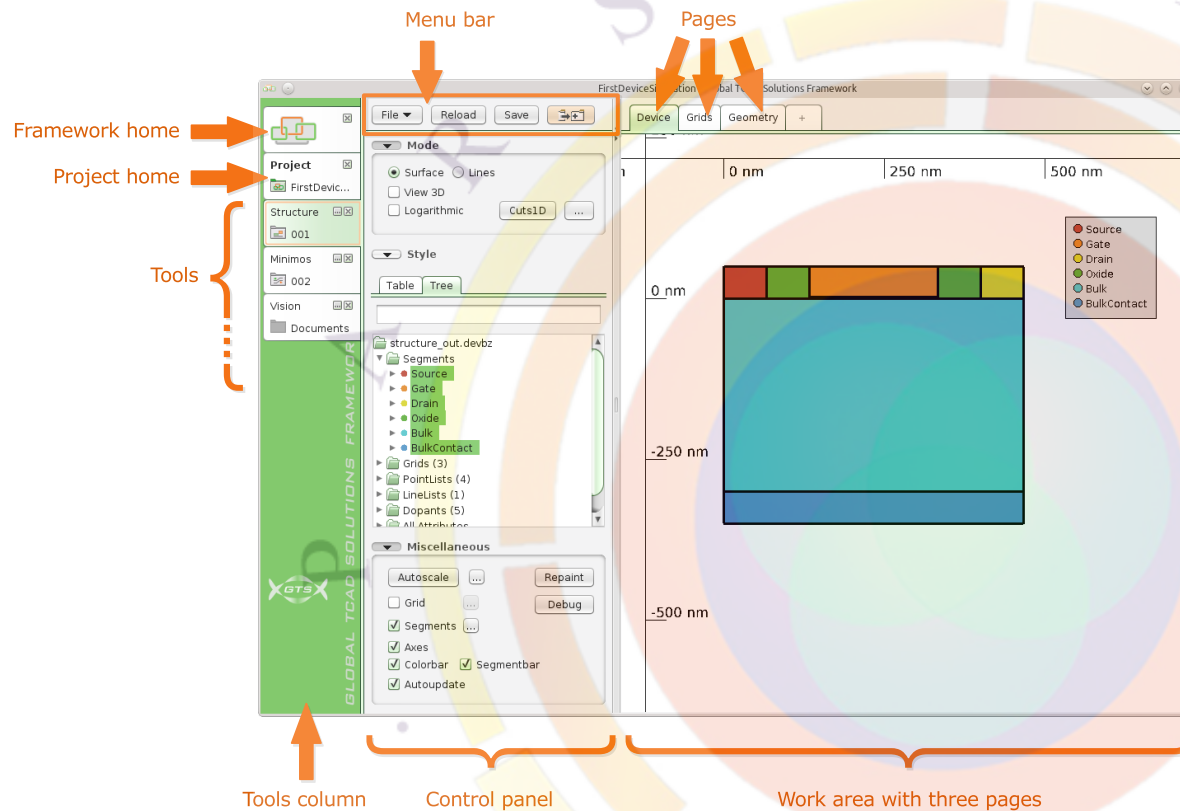 Menu bar
Pages
FirstDeviceSimulation Global TCAD Solutions Framework
Framework home
Project home
Tools
Project
FirstDevic...
Structure
001
Minimos
002
Vision
Documents
GLOBAL TCAD SOLUTIONS FRAMEWORK
GTS
File
Reload
Save
Mode
Surface
Lines
View 3D
Logarithmic
Cuts1D
...
Style
Table
Tree
structure_out.devbz
Segments
Source
Gate
Drain
Oxide
Bulk
BulkContact
Grids (3)
PointLists (4)
LineLists (1)
Dopants (5)
All Attributes
Miscellaneous
Autoscale
...
Repaint
Grid
...
Debug
Segments
...
Axes
Colorbar
Segmentbar
Autoupdate
Device
Grids
Geometry
+
0 nm
250 nm
500 nm
0 nm
-250 nm
-500 nm
Source
Gate
Drain
Oxide
Bulk
BulkContact
Tools column
Control panel
Work area with three pages